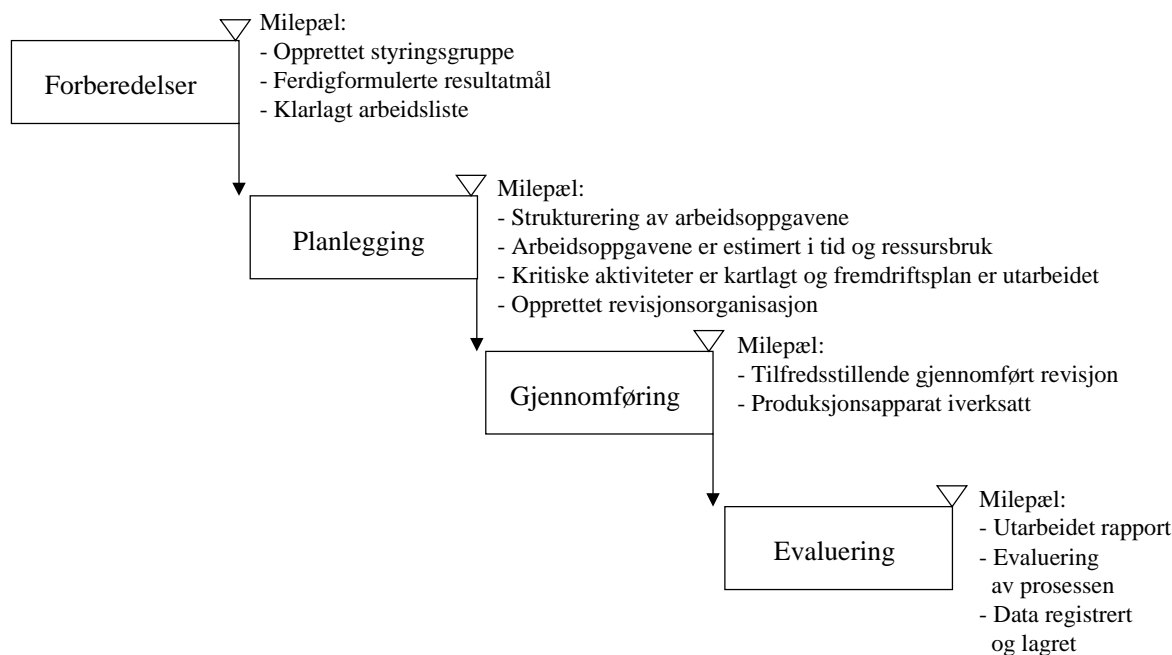 Milepæl:
- Opprettet styringsgruppe
Forberedelser
- Ferdigformulerte resultatmål
- Klarlagt arbeidsliste
Milepæl:
- Strukturering av arbeidsoppgavene
Planlegging
- Arbeidsoppgavene er estimert i tid og ressursbruk
- Kritiske aktiviteter er kartlagt og fremdriftsplan er utarbeidet
- Opprettet revisjonsorganisasjon
Milepæl:
- Tilfredsstillende gjennomført revisjon
Gjennomføring
- Produksjonsapparat iverksatt
Milepæl:
- Utarbeidet rapport
Evaluering
- Evaluering
av prosessen
- Data registrert
og lagret